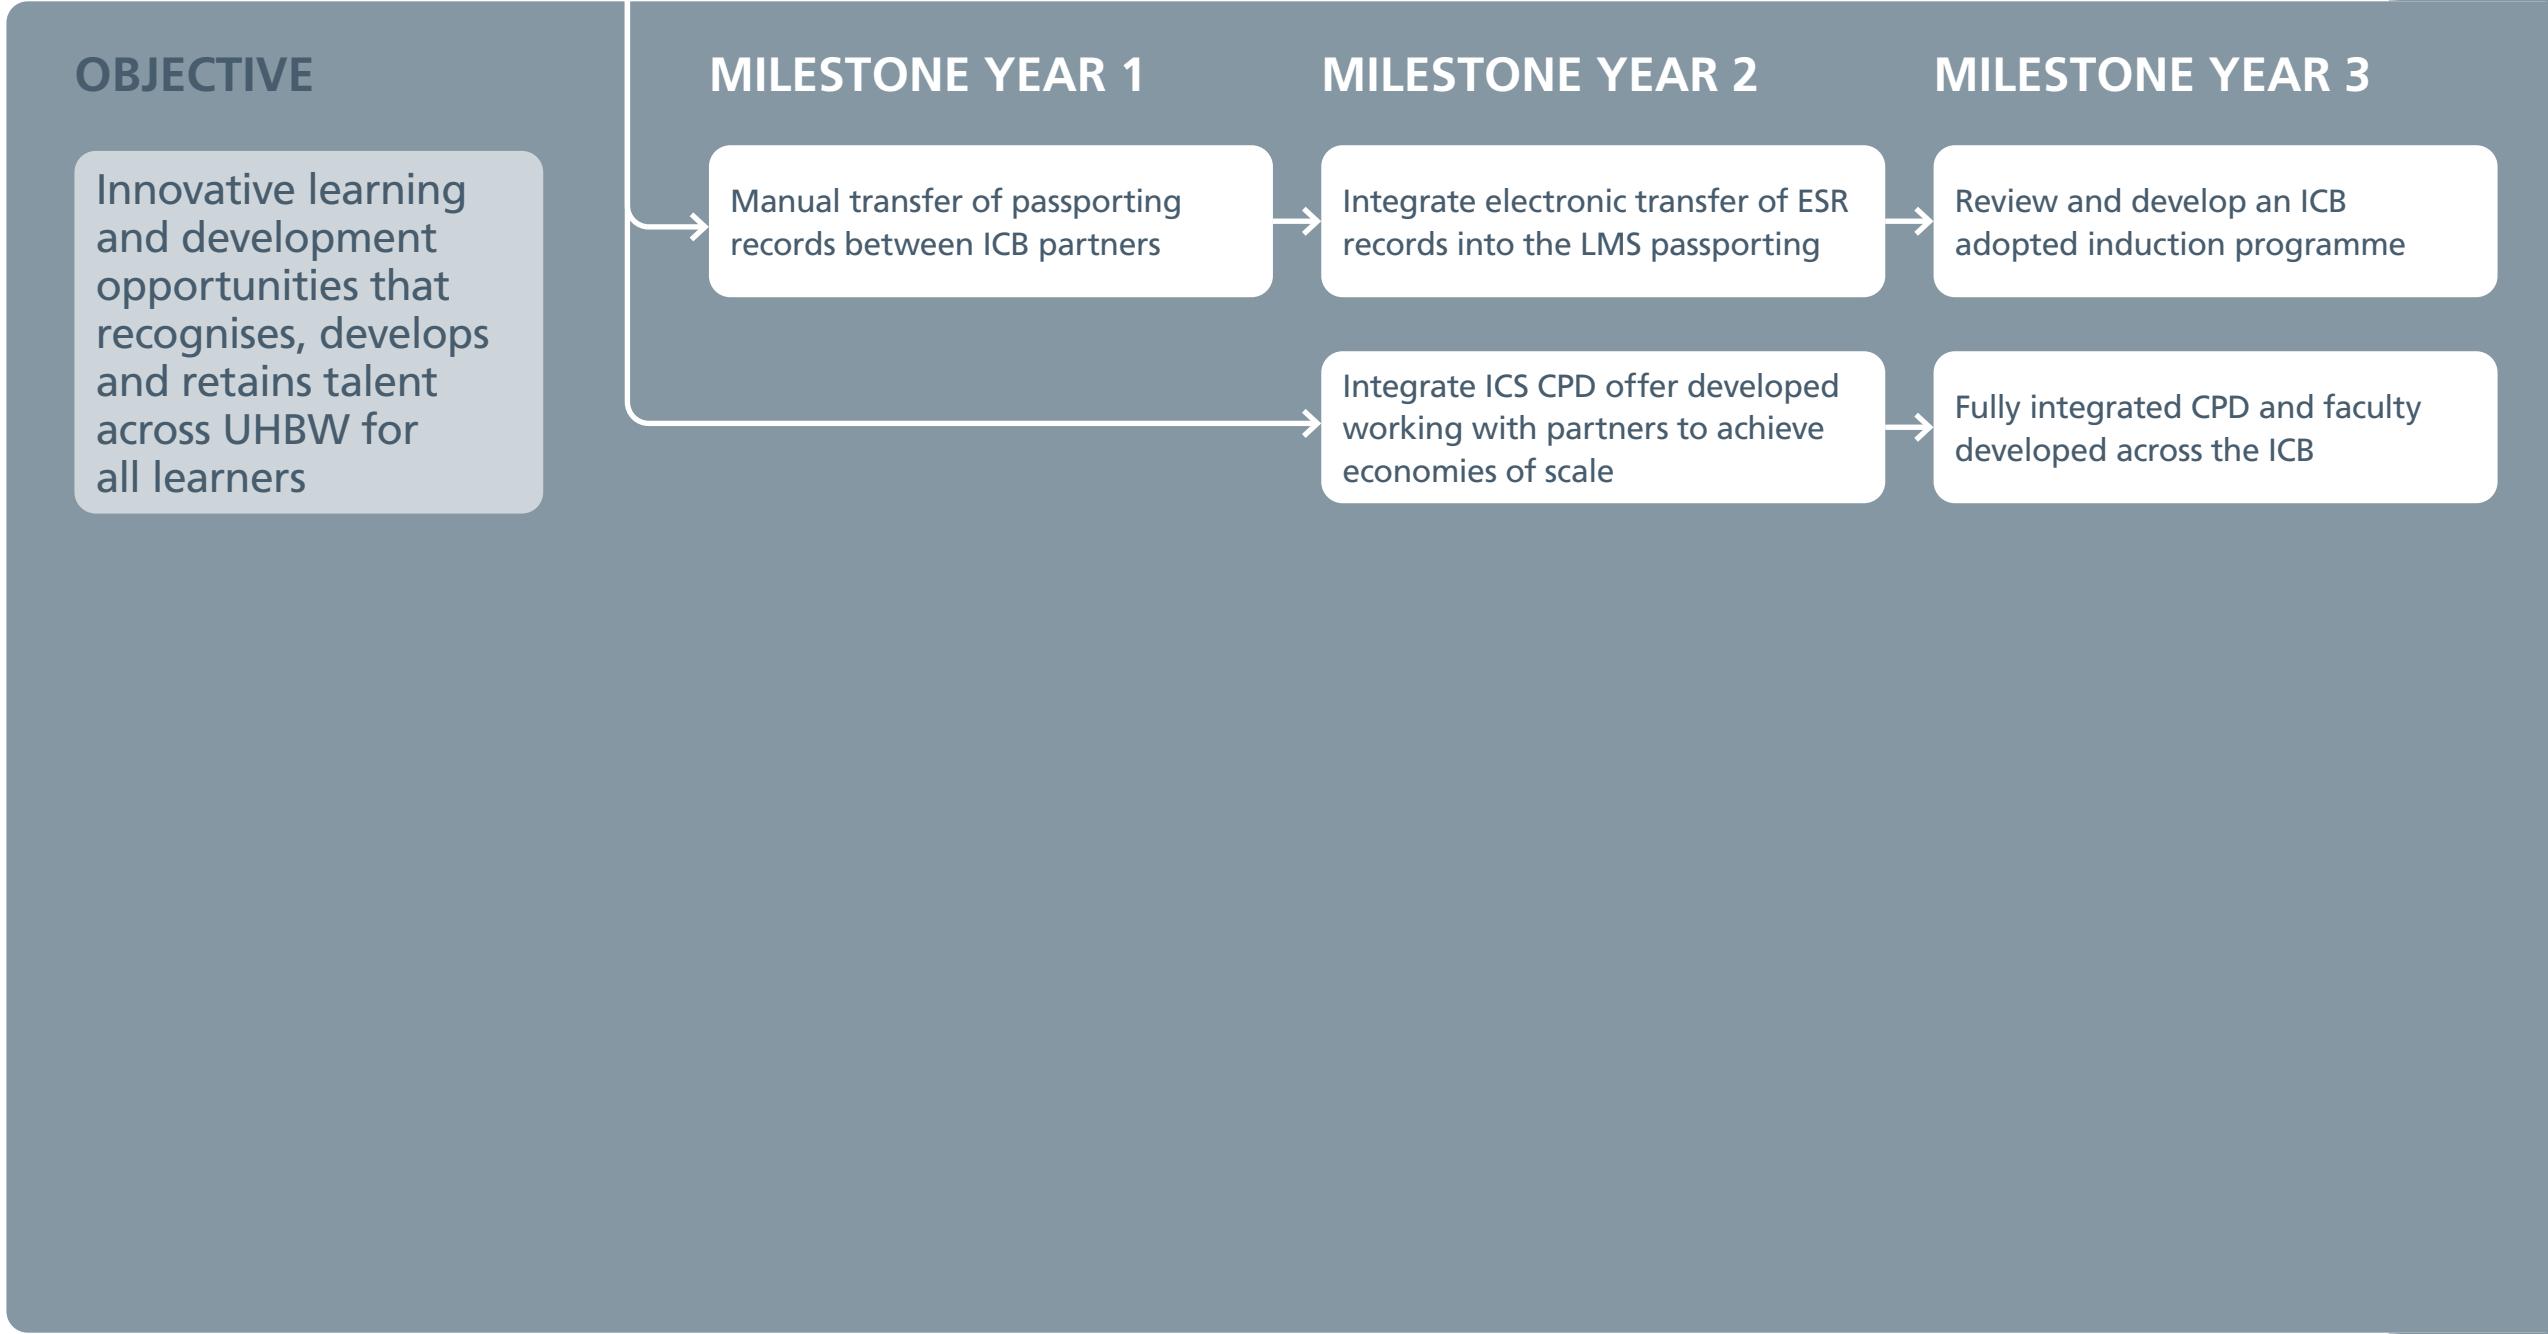 OBJECTIVE
Innovative learning
and development
opportunities that
recognises, develops
and retains talent
across UHBW for
all learners
MILESTONE YEAR 1
Manual transfer of passporting
records between ICB partners
MILESTONE YEAR 2
Integrate electronic transfer of ESR
records into the LMS passporting
Integrate ICS CPD offer developed
working with partners to achieve
economies of scale
MILESTONE YEAR 3
Review and develop an ICB
adopted induction programme
Fully integrated CPD and faculty
developed across the ICB